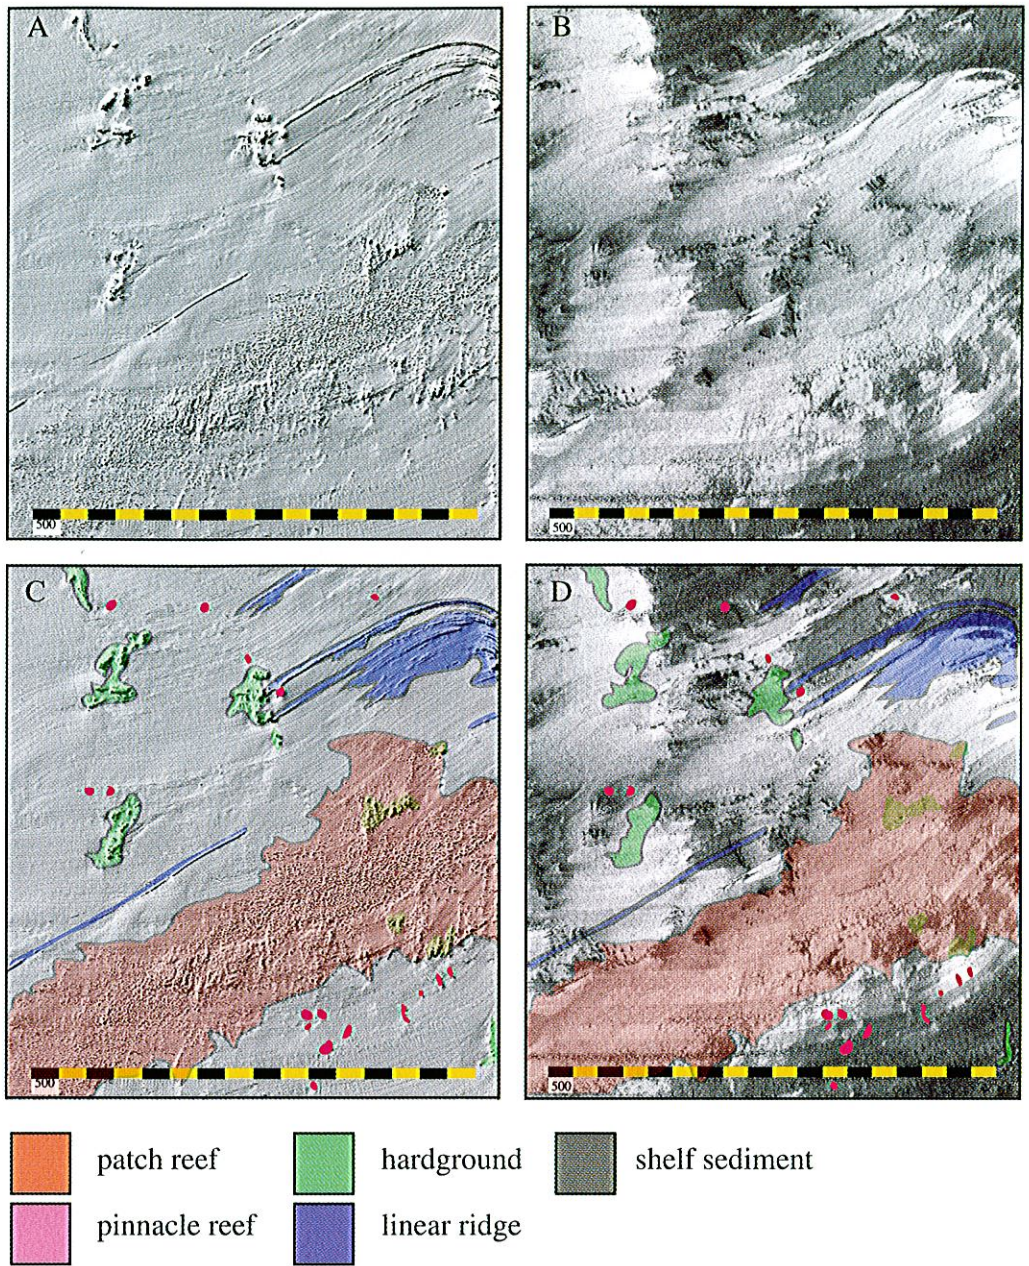 A
B
500
500
C
D
500
500
patch reef
hardground
shelf sediment
pinnacle reef
linear ridge